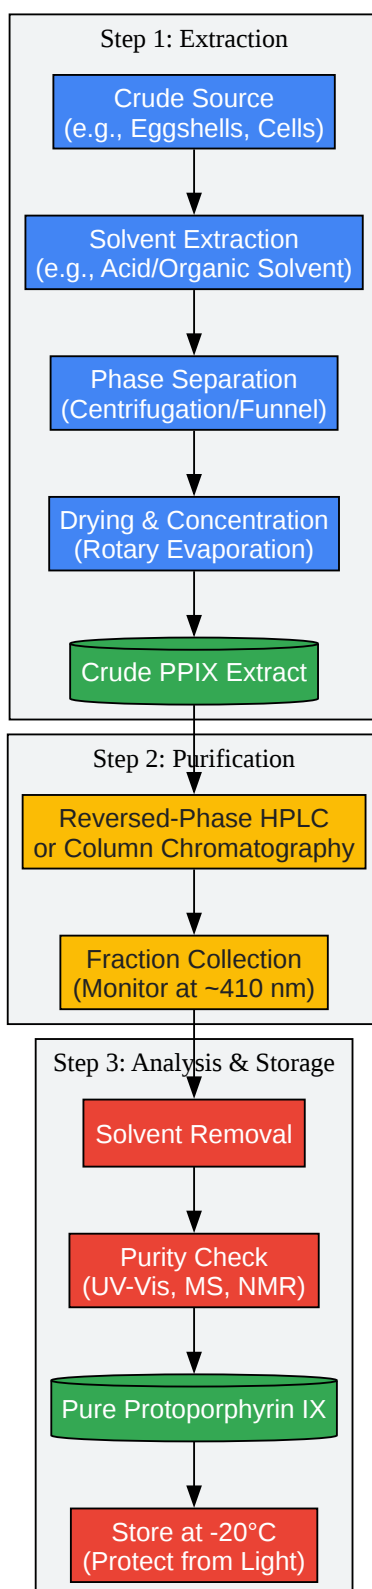 Step 1: Extraction
Crude Source
(e.g., Eggshells, Cells)
Solvent Extraction
(e.g., Acid/Organic Solvent)
Phase Separation
(Centrifugation/Funnel)
Drying & Concentration
(Rotary Evaporation)
Crude PPIX Extract
Step 2: Purification
Reversed-Phase HPLC
or Column Chromatography
Fraction Collection
(Monitor at ~410 nm)
Step 3: Analysis & Storage
Solvent Removal
Purity Check
(UV-Vis, MS, NMR)
Pure Protoporphyrin IX
Store at -20°C
(Protect from Light)